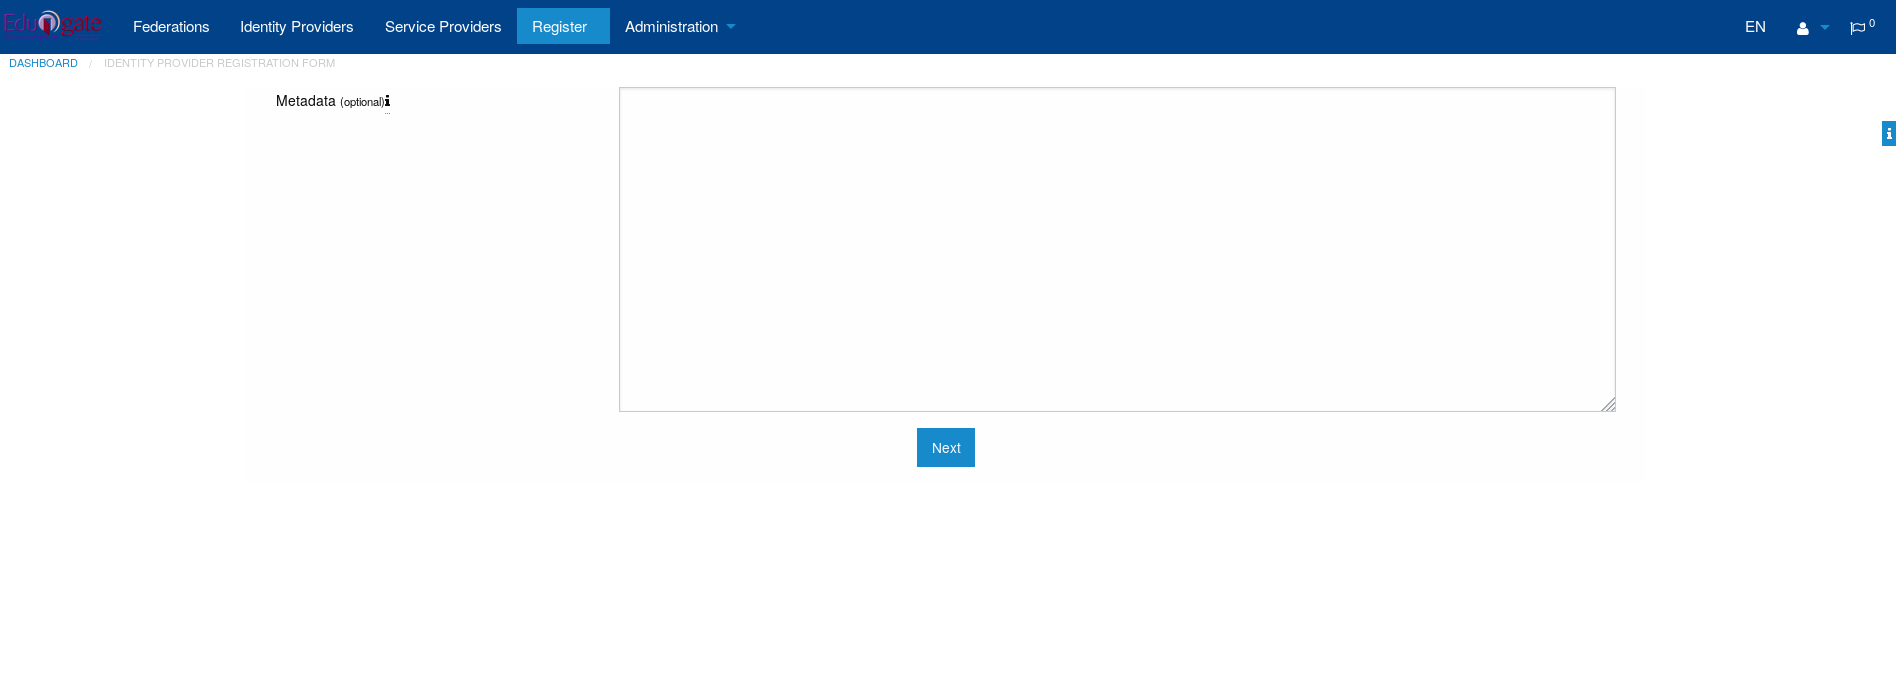 Edugate Federations Identity Providers Service Providers Register Administration EN 0
DASHBOARD / IDENTITY PROVIDER REGISTRATION FORM
Metadata (optional)
Next